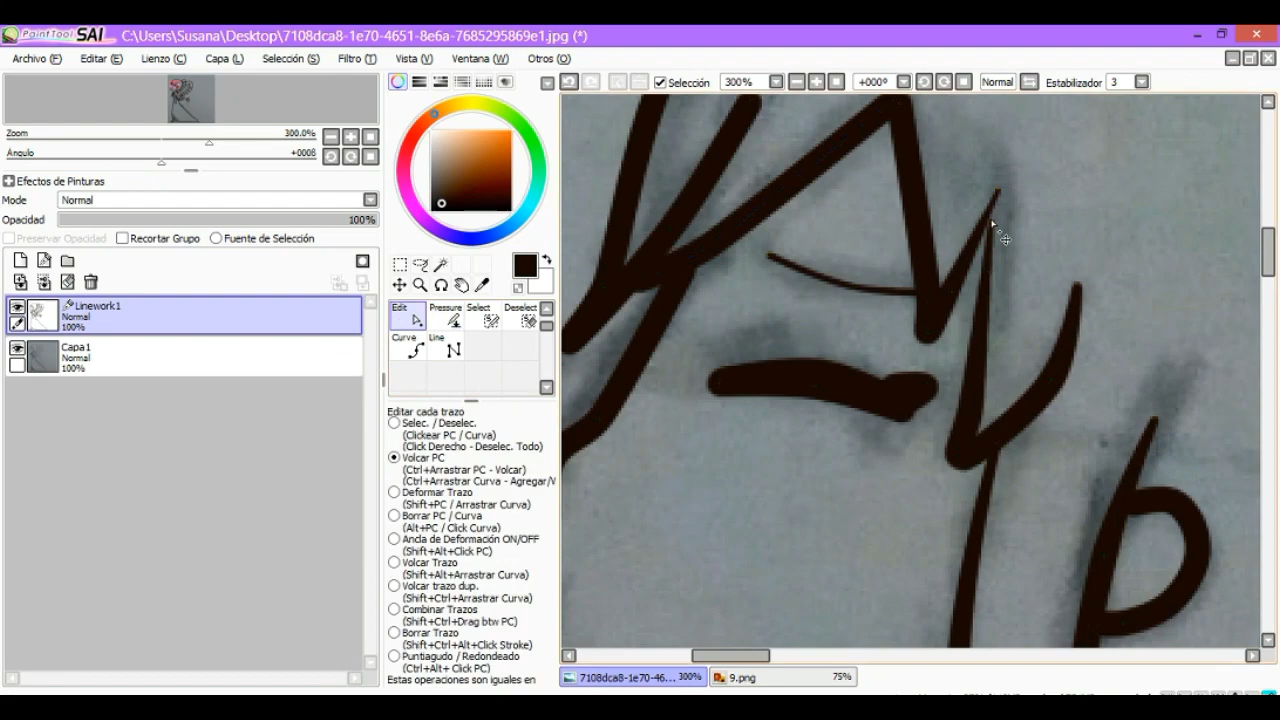 PaintTool SAI C:\Users\Susana\Desktop\7108dca8-1e70-4651-8e6a-7685295869e1.jpg (*)
Archivo (F) Editar (E) Lienzo (C) Capa (L) Selección (S) Filtro (T) Vista (V) Ventana (W) Otros (O)
Selección 300% +000º Normal Estabilizador 3
Zoom 300.0%
Angulo +0008
Efectos de Pinturas
Mode Normal
Opacidad 100%
Preservar Opacidad Recortar Grupo Fuente de Selección
Linework1
Normal
100%
Capa1
Normal
100%
Edit Pressure Select Deselect
Curve Line
Editar cada trazo
Selec. / Deselec.
(Clickear PC / Curva)
(Click Derecho - Deselec. Todo)
Volcar PC
(Ctrl+Arrastrar PC - Volcar)
(Ctrl+Arrastrar Curva - Agregar/V
Deformar Trazo
(Shift+PC / Arrastrar Curva)
Borrar PC / Curva
(Alt+PC / Click Curva)
Ancla de Deformación ON/OFF
(Shift+Alt+Click PC)
Volcar Trazo
(Shift+Alt+Arrastrar Curva)
Volcar trazo dup.
(Shift+Ctrl+Arrastrar Curva)
Combinar Trazos
(Shift+Ctrl+Drag btw PC)
Borrar Trazo
(Shift+Ctrl+Alt+Click Stroke)
Puntiagudo / Redondeado
(Ctrl+Alt+ Click PC)
Estas operaciones son iguales en
7108dca8-1e70-46... 300% 9.png 75%